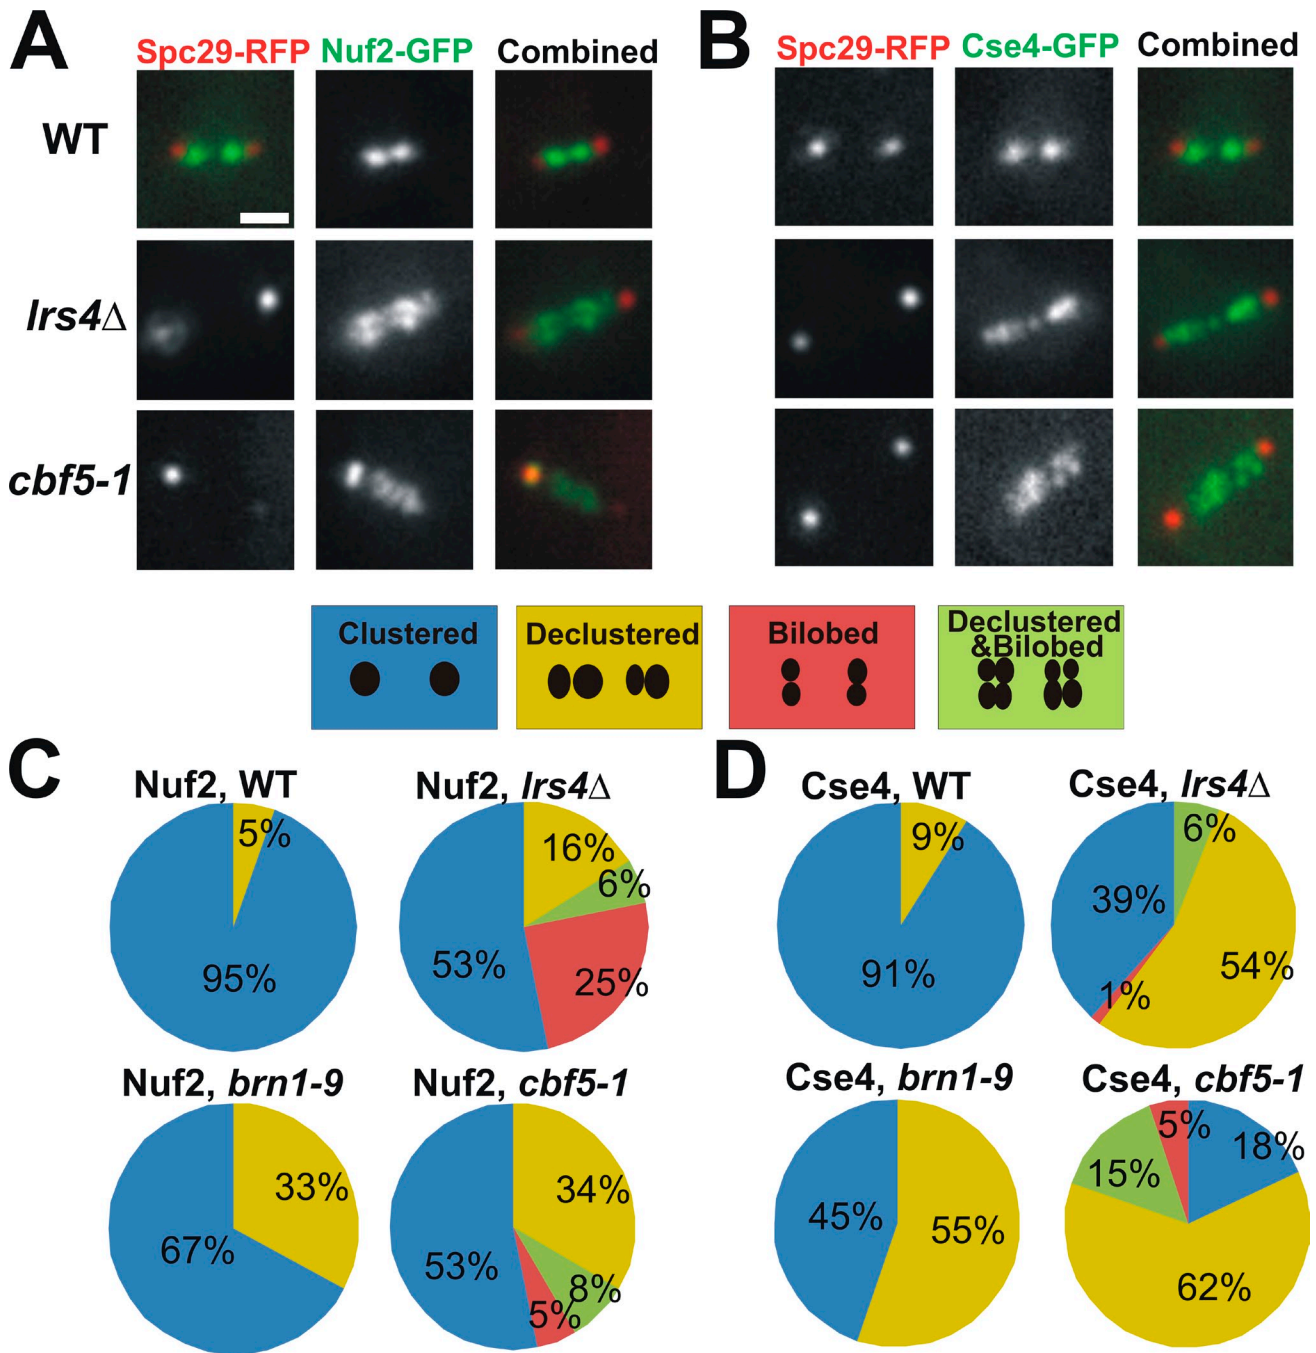 A
Spc29-RFP Nuf2-GFP Combined
WT
lrs4Δ
cbf5-1
B
Spc29-RFP Cse4-GFP Combined
Clustered
Declustered
Bilobed
Declustered
&Bilobed
C
Nuf2, WT
5%
95%
Nuf2, lrs4Δ
16%
6%
53%
25%
Nuf2, brn1-9
33%
67%
Nuf2, cbf5-1
34%
53%
8%
5%
D
Cse4, WT
9%
91%
Cse4, lrs4Δ
6%
39%
54%
1%
Cse4, brn1-9
45%
55%
Cse4, cbf5-1
5%
18%
15%
62%